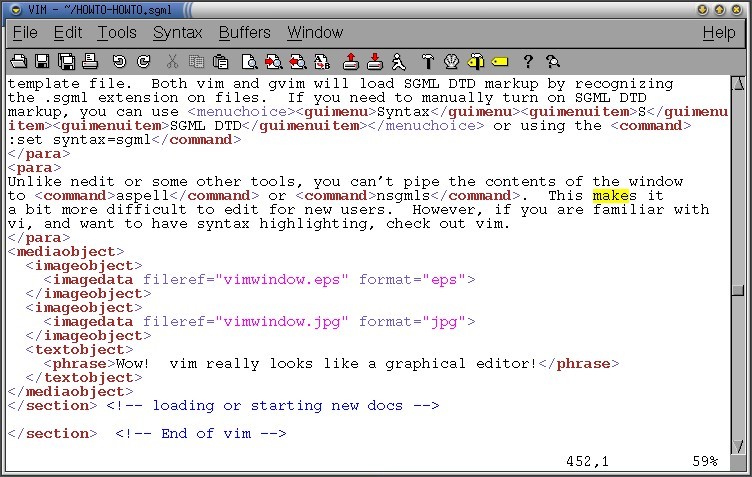 VIM - ~/HOWTO-HOWTO.sgml
File Edit Tools Syntax Buffers Window Help
template file.  Both vim and gvim will load SGML DTD markup by recognizing
the .sgml extension on files.  If you need to manually turn on SGML DTD
markup, you can use <menuchoice><guimenu>Syntax</guimenu><guimenuitem>S</guimenu
item><guimenuitem>SGML DTD</guimenuitem></menuchoice> or using the <command>
:set syntax=sgml</command>
</para>
<para>
Unlike nedit or some other tools, you can't pipe the contents of the window
to <command>aspell</command> or <command>nsgmls</command>.  This makes it
a bit more difficult to edit for new users.  However, if you are familiar with
vi, and want to have syntax highlighting, check out vim.
</para>
<mediaobject>
  <imageobject>
    <imagedata fileref="vimwindow.eps" format="eps">
  </imageobject>
  <imageobject>
    <imagedata fileref="vimwindow.jpg" format="jpg">
  </imageobject>
  <textobject>
    <phrase>Wow!  vim really looks like a graphical editor!</phrase>
  </textobject>
</mediaobject>
</section> <!-- loading or starting new docs -->

</section>  <!-- End of vim -->
452,1 59%